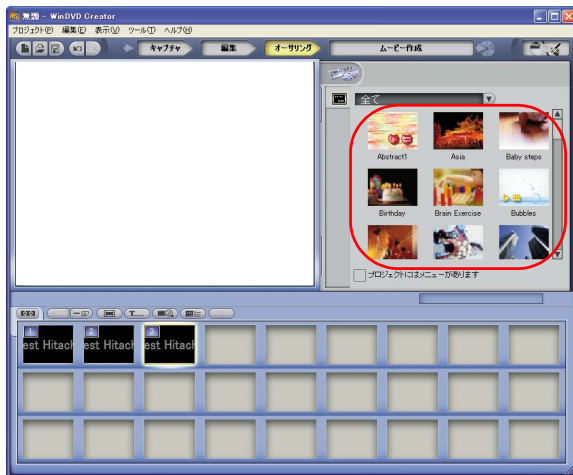 無題 - WinDVD Creator
プロジェクト(P) 編集(E) 表示(V) ツール(T) ヘルプ(H)
キャプチャ 編集 オーサリング ムービー作成
全て
Abstract1 Asia Baby steps
Birthday Brain Exercise Bubbles
プロジェクトにはメニューがあります
T...
1 2 3
est Hitach est Hitach est Hitach